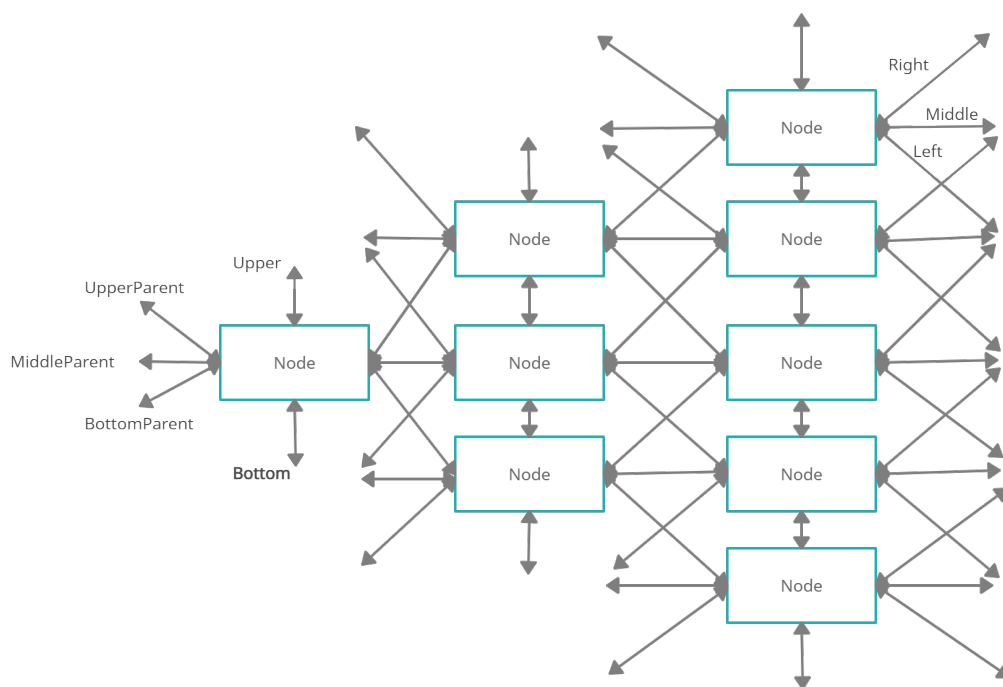 Right
Node
Middle
Left
Node
Node
Upper
UpperParent
MiddleParent
Node
Node
Node
BottomParent
Bottom
Node
Node
Node